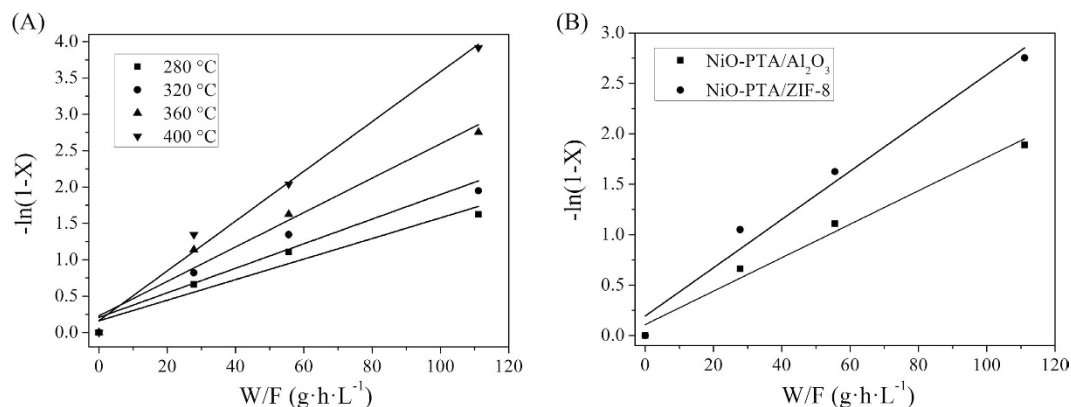 (A)
-ln(1-X)
4.0
3.5
3.0
2.5
2.0
1.5
1.0
0.5
0.0
280 °C
320 °C
360 °C
400 °C
0 20 40 60 80 100 120
W/F (g·h·L⁻¹)
(B)
-ln(1-X)
3.0
2.5
2.0
1.5
1.0
0.5
0.0
NiO-PTA/Al₂O₃
NiO-PTA/ZIF-8
0 20 40 60 80 100 120
W/F (g·h·L⁻¹)